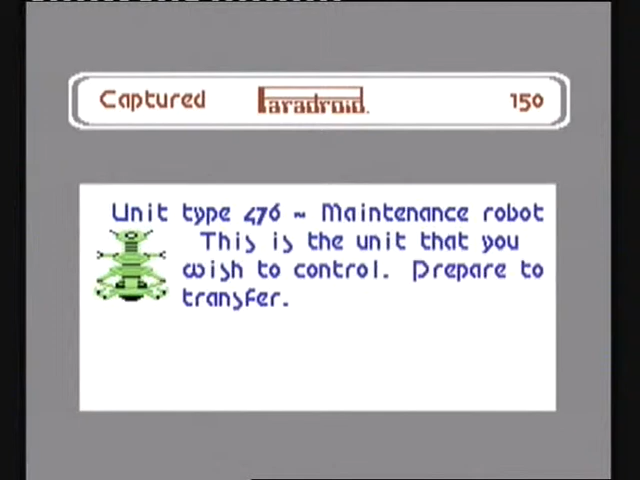 Captured Paradroid. 150
Unit type 476 ~ Maintenance robot
This is the unit that you
wish to control. Prepare to
transfer.